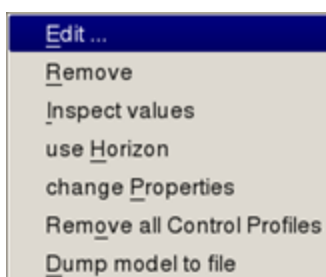 Edit ...
Remove
Inspect values
use Horizon
change Properties
Remove all Control Profiles
Dump model to file